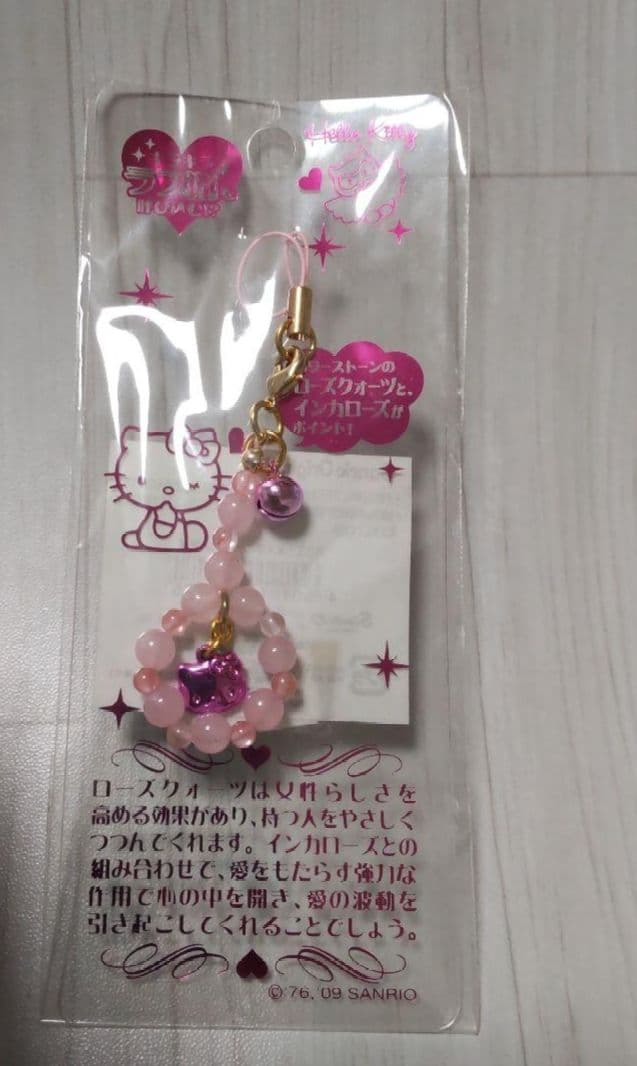 Hello Kitty
パワーストーンの
ローズクォーツと、
インカローズが
ポイント!
ローズクォーツは女性らしさを
高める効果があり、持つ人をやさしく
つつんでくれます。インカローズとの
組み合わせで、愛をもたらす強力な
作用で心の中を開き、愛の波動を
引き起こしてくれることでしょう。
©'76,'09 SANRIO